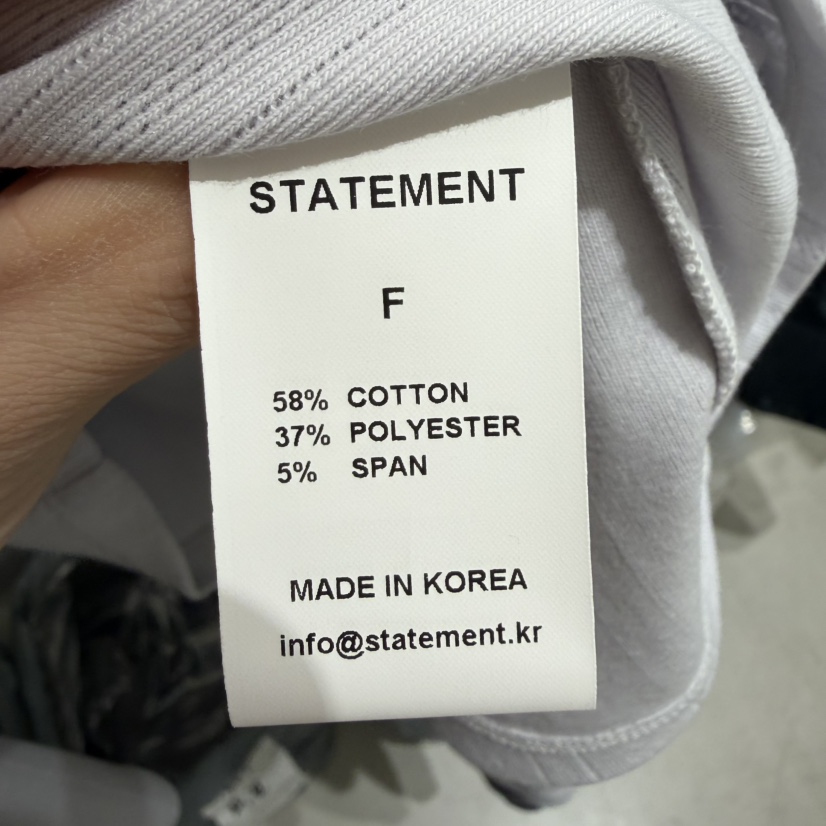 STATEMENT
F
58% COTTON
37% POLYESTER
5% SPAN
MADE IN KOREA
info@statement.kr